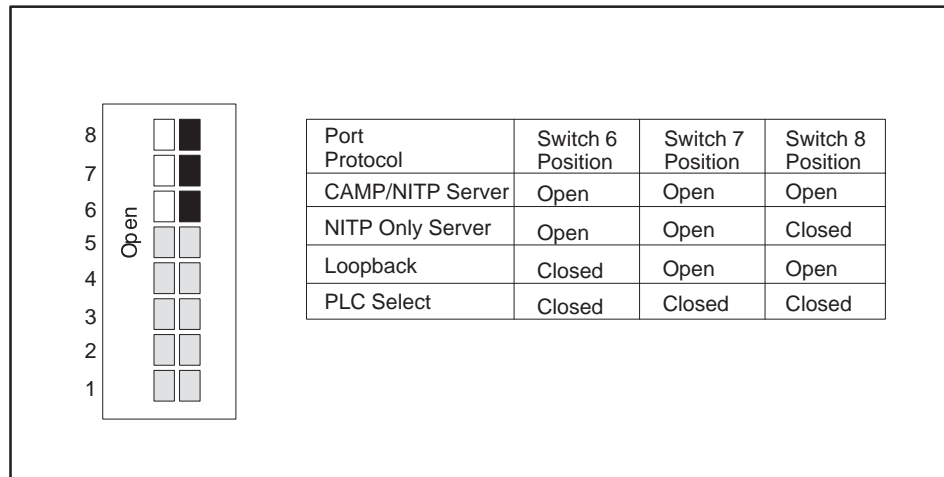 8
7
6
5
4
3
2
1
Open
Port Protocol Switch 6 Position Switch 7 Position Switch 8 Position
CAMP/NITP Server Open Open Open
NITP Only Server Open Open Closed
Loopback Closed Open Open
PLC Select Closed Closed Closed